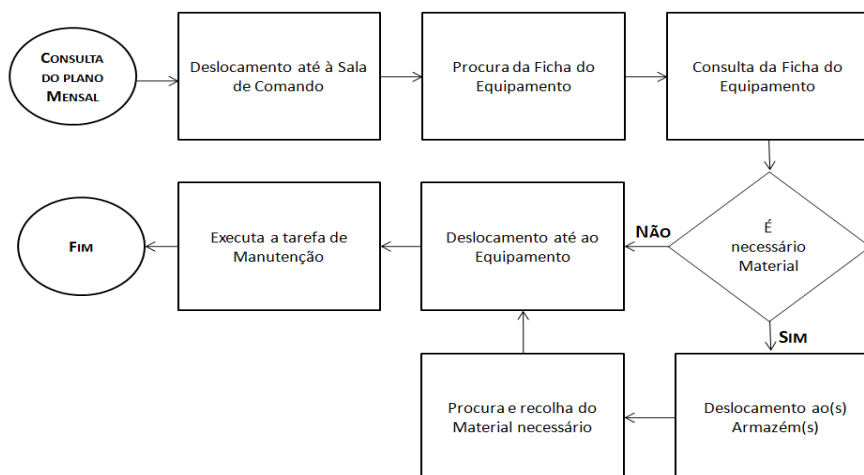 CONSULTA
DO PLANO
MENSAL
Deslocamento até à Sala
de Comando
Procura da Ficha do
Equipamento
Consulta da Ficha do
Equipamento
É
necessário
Material
NÃO
Deslocamento até ao
Equipamento
Executa a tarefa de
Manutenção
FIM
SIM
Deslocamento ao(s)
Armazém(s)
Procura e recolha do
Material necessário